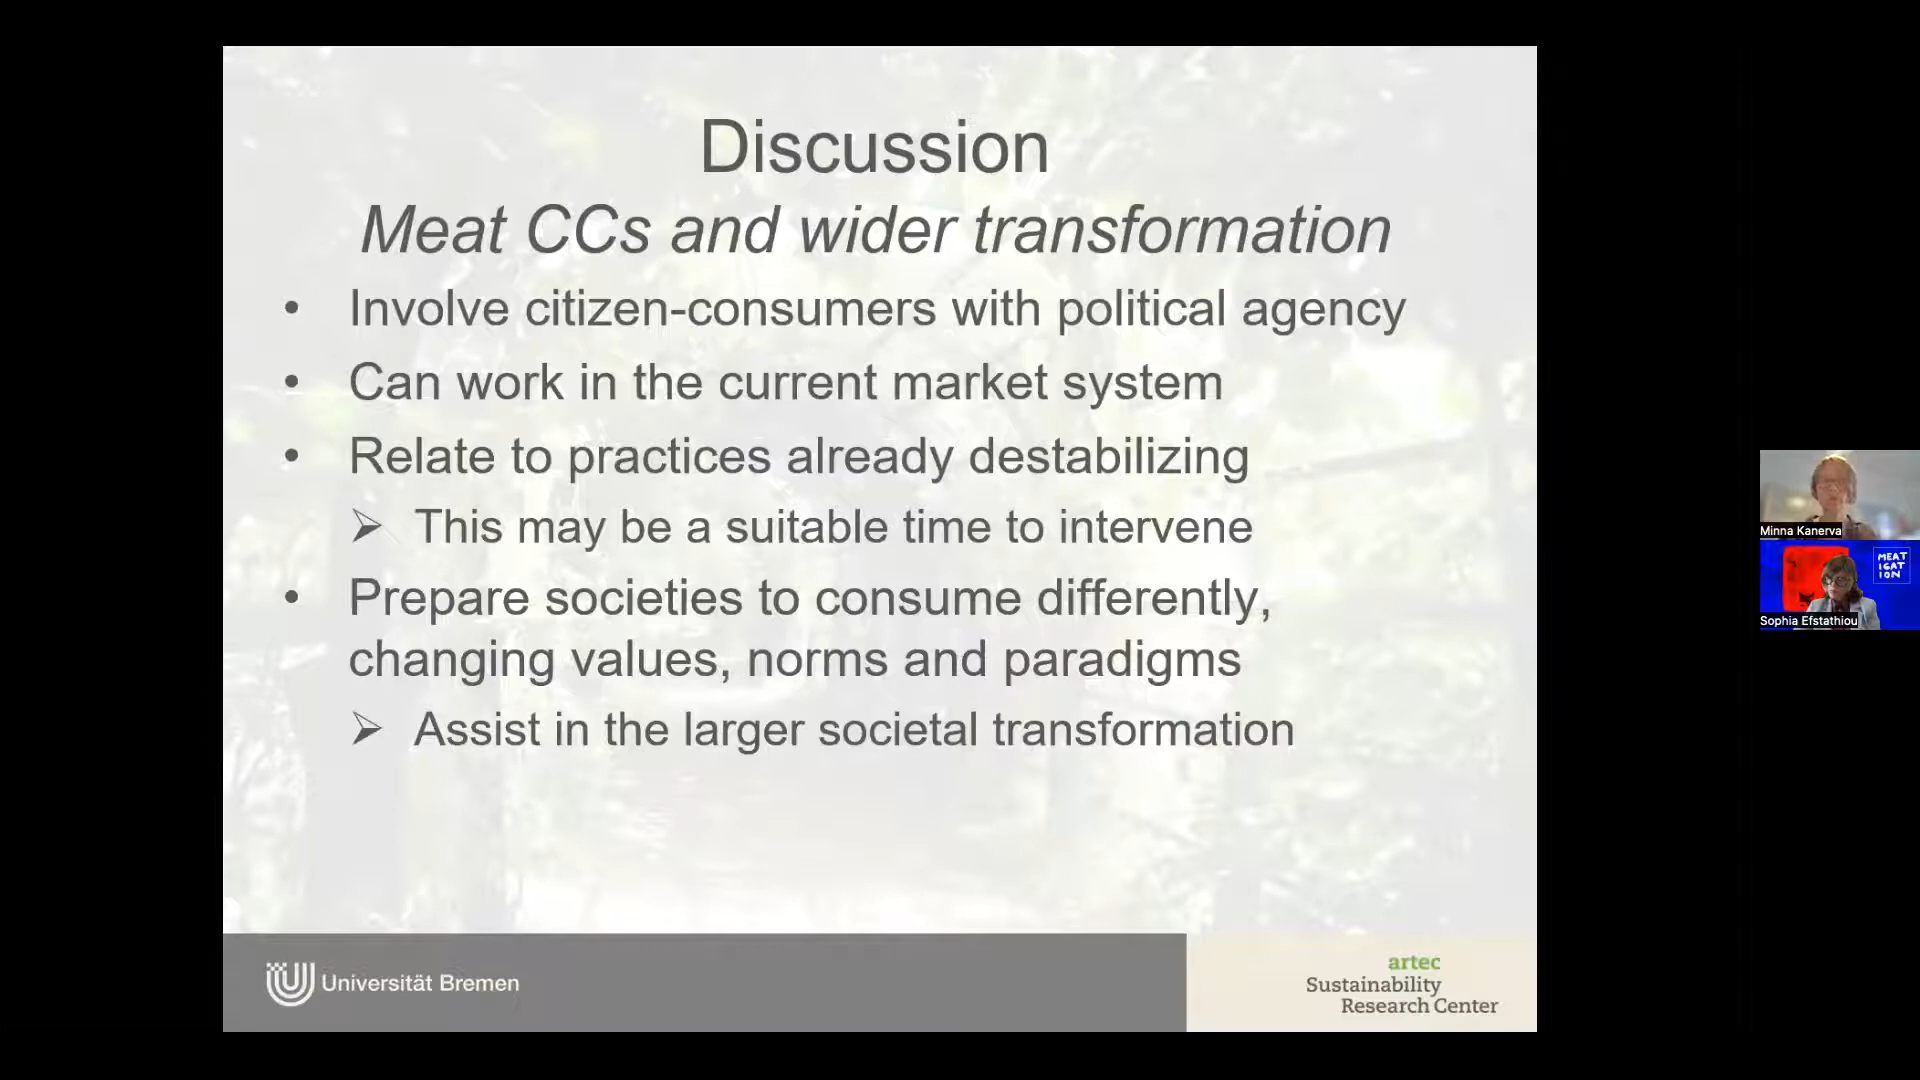 Discussion
Meat CCs and wider transformation
• Involve citizen-consumers with political agency
• Can work in the current market system
• Relate to practices already destabilizing
➢ This may be a suitable time to intervene
• Prepare societies to consume differently,
changing values, norms and paradigms
➢ Assist in the larger societal transformation
Universität Bremen
artec
Sustainability
Research Center
Minna Kanerva
MEAT
IGAT
ION
Sophia Efstathiou